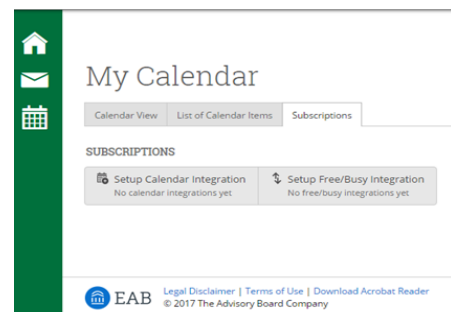 My Calendar
Calendar View
List of Calendar Items
Subscriptions
SUBSCRIPTIONS
Setup Calendar Integration
No calendar integrations yet
Setup Free/Busy Integration
No free/busy integrations yet
EAB
Legal Disclaimer | Terms of Use | Download Acrobat Reader
© 2017 The Advisory Board Company